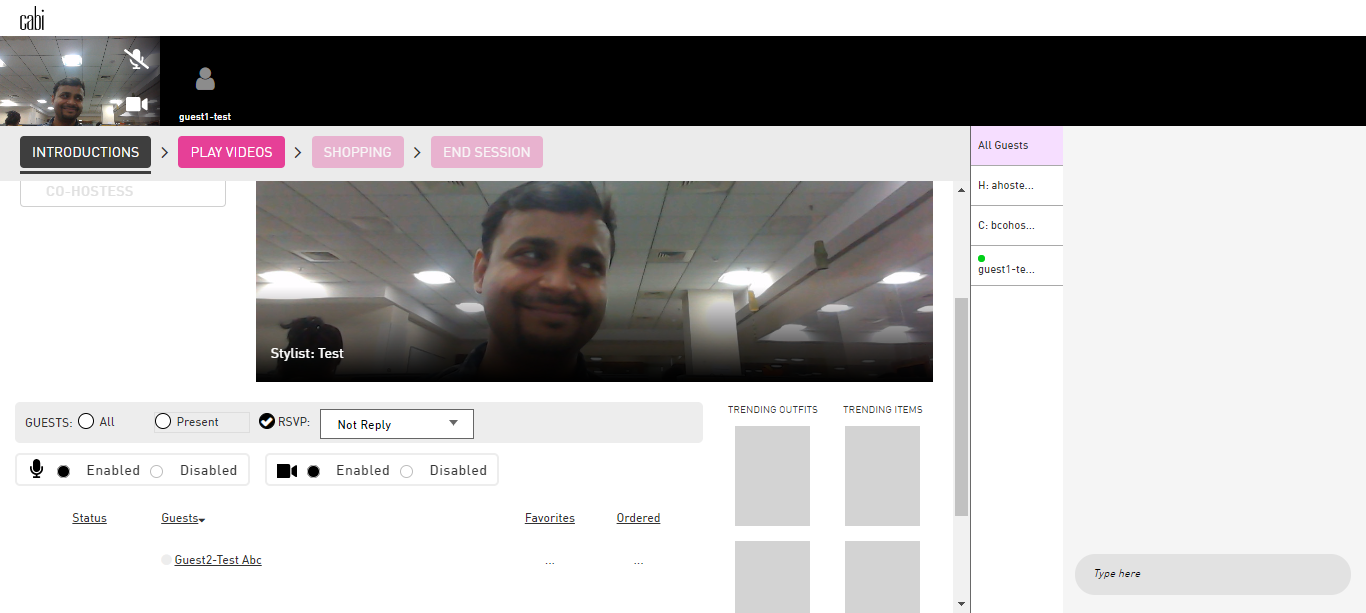 cabi
guest1-test
INTRODUCTIONS > PLAY VIDEOS > SHOPPING > END SESSION
CO-HOSTESS
Stylist: Test
GUESTS: All Present RSVP: Not Reply
Enabled Disabled Enabled Disabled
Status Guests Favorites Ordered
Guest2-Test Abc ... ...
TRENDING OUTFITS TRENDING ITEMS
All Guests
H: ahoste...
C: bcohos...
guest1-te...
Type here